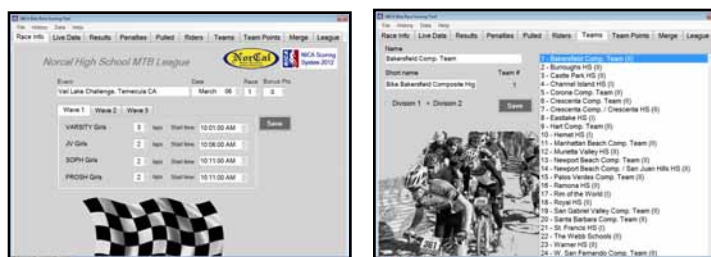 NICA Bike Race Scoring Tool
File History Data Help
Race Info Live Data Results Penalties Pulled Riders Teams Team Points Merge League
Norcal High School MTB League
NorCal
NICA Scoring
System 2012
Event Date Race Bonus Pts
Vail Lake Challenge, Temecula CA March 06 1 0
Wave 1 Wave 2 Wave 3
Save
VARSITY Girls 3 laps Start time 10:01:00 AM
JV Girls 2 laps Start time 10:06:00 AM
SOPH Girls 2 laps Start time 10:11:00 AM
FROSH Girls 2 laps Start time 10:11:00 AM
NICA Bike Race Scoring Tool
File History Data Help
Race Info Live Data Results Penalties Pulled Riders Teams Team Points Merge League
Name
Bakersfield Comp. Team
Short name Team #
Bike Bakersfield Composite Hig 1
Division 1 Division 2
Save
1 - Bakersfield Comp. Team (II)
2 - Burroughs HS (II)
3 - Castle Park HS (II)
4 - Channel Island HS (II)
5 - Corona Comp. Team (II)
6 - Crescenta Comp. Team (II)
7 - Crescenta Comp. / Crescenta HS (II)
8 - Eastlake HS (II)
9 - Hart Comp. Team (II)
10 - Hemet HS (I)
11 - Manhattan Beach Comp. Team (II)
12 - Murietta Valley HS (II)
13 - Newport Beach Comp. Team (II)
14 - Newport Beach Comp. / San Juan Hills HS (II)
15 - Palos Verdes Comp. Team (II)
16 - Ramona HS (II)
17 - Rim of the World (I)
18 - Royal HS (II)
19 - San Gabriel Valley Comp. Team (II)
20 - Santa Barbara Comp. Team (II)
21 - St. Francis HS (I)
22 - The Webb Schools (II)
23 - Warner HS (II)
24 - W. San Fernando Comp. Team (II)
361